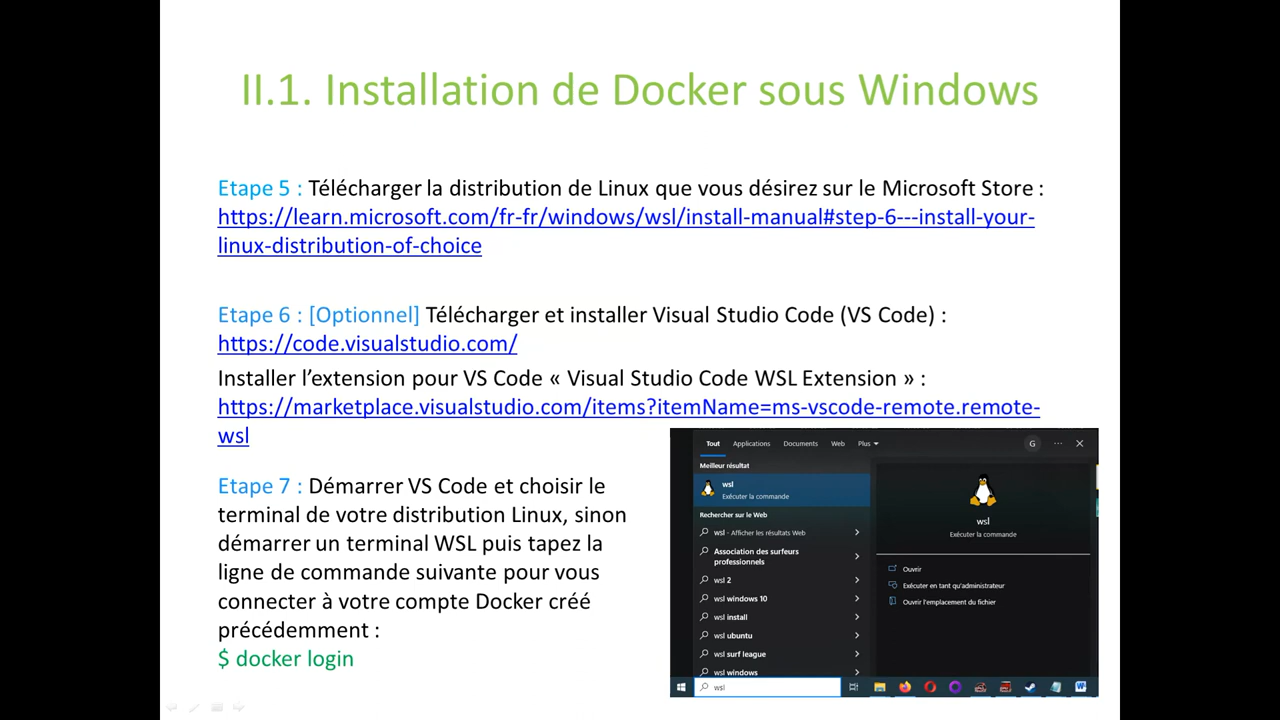 II.1. Installation de Docker sous Windows
Etape 5 : Télécharger la distribution de Linux que vous désirez sur le Microsoft Store :
https://learn.microsoft.com/fr-fr/windows/wsl/install-manual#step-6---install-your-
linux-distribution-of-choice
Etape 6 : [Optionnel] Télécharger et installer Visual Studio Code (VS Code) :
https://code.visualstudio.com/
Installer l’extension pour VS Code « Visual Studio Code WSL Extension » :
https://marketplace.visualstudio.com/items?itemName=ms-vscode-remote.remote-
wsl
Etape 7 : Démarrer VS Code et choisir le
terminal de votre distribution Linux, sinon
démarrer un terminal WSL puis tapez la
ligne de commande suivante pour vous
connecter à votre compte Docker créé
précédemment :
$ docker login
Tout Applications Documents Web Plus G
Meilleur résultat
wsl
Exécuter la commande
Rechercher sur le Web
wsl - Afficher les résultats Web
Association des surfeurs
professionnels
wsl 2
wsl windows 10
wsl install
wsl ubuntu
wsl surf league
wsl windows
wsl
wsl
Exécuter la commande
Ouvrir
Exécuter en tant qu'administrateur
Ouvrir l'emplacement du fichier